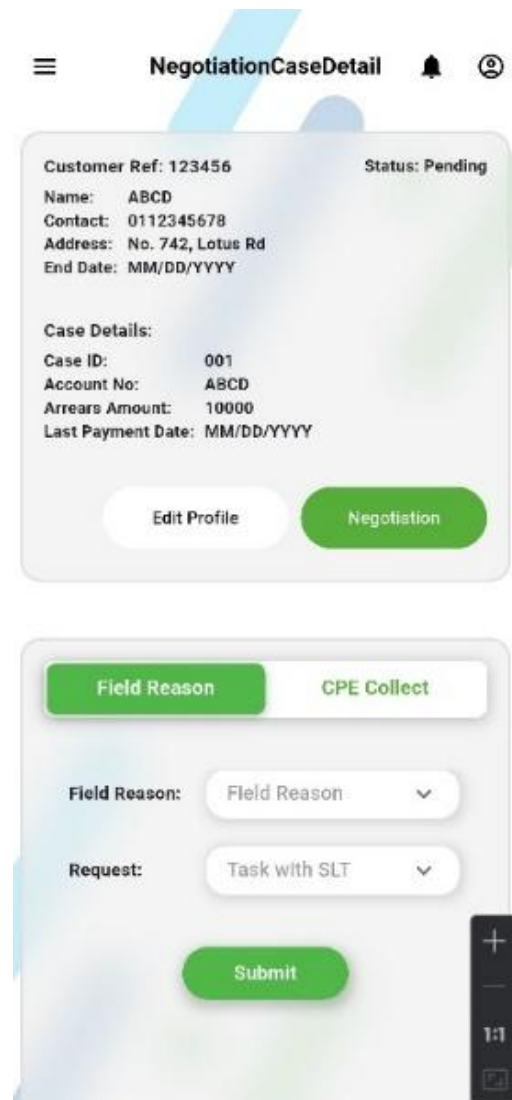 NegotiationCaseDetail
Customer Ref: 123456 Status: Pending
Name: ABCD
Contact: 0112345678
Address: No. 742, Lotus Rd
End Date: MM/DD/YYYY
Case Details:
Case ID: 001
Account No: ABCD
Arrears Amount: 10000
Last Payment Date: MM/DD/YYYY
Edit Profile Negotistion
Field Reason CPE Collect
Field Reason: Field Reason
Request: Task with SLT
Submit
1:1